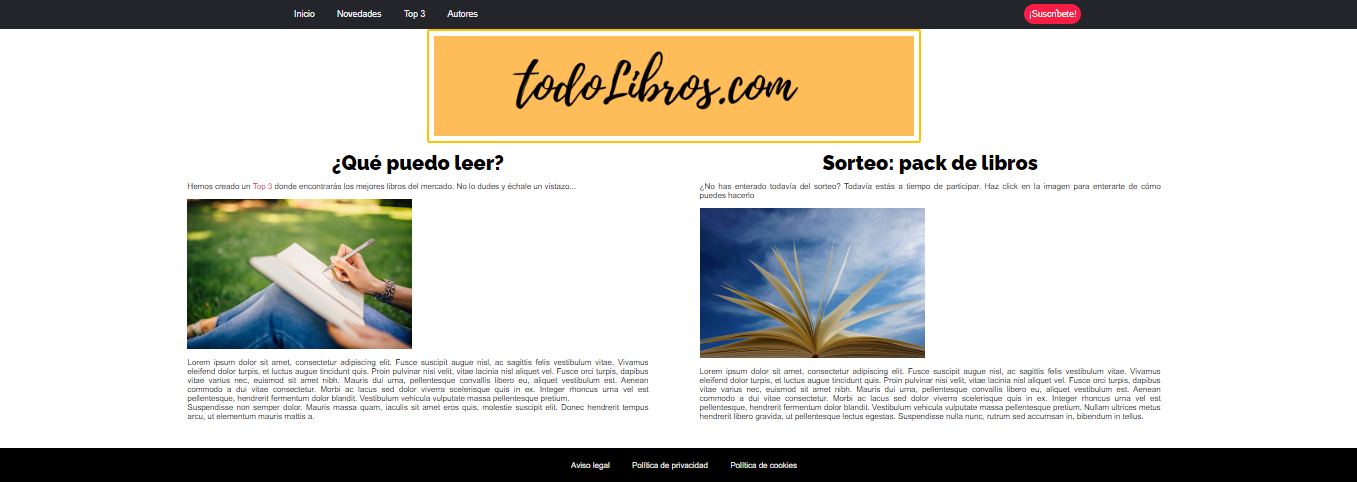 Inicio Novedades Top 3 Autores ¡Suscríbete!
todoLibros.com
¿Qué puedo leer?
Hemos creado un Top 3 donde encontrarás los mejores libros del mercado. No lo dudes y échale un vistazo...
Lorem ipsum dolor sit amet, consectetur adipiscing elit. Fusce suscipit augue nisl, ac sagittis felis vestibulum vitae. Vivamus
eleifend dolor turpis, et luctus augue tincidunt quis. Proin pulvinar nisi velit, vitae lacinia nisl aliquet vel. Fusce orci turpis, dapibus
vitae varius nec, euismod sit amet nibh. Mauris dui urna, pellentesque convallis libero eu, aliquet vestibulum est. Aenean
commodo a dui vitae consectetur. Morbi ac lacus sed dolor viverra scelerisque quis in ex. Integer rhoncus urna vel est
pellentesque, hendrerit fermentum dolor blandit. Vestibulum vehicula vulputate massa pellentesque pretium.
Suspendisse non semper dolor. Mauris massa quam, iaculis sit amet eros quis, molestie suscipit elit. Donec hendrerit tempus
arcu, ut elementum mauris mattis a.
Sorteo: pack de libros
¿No has enterado todavía del sorteo? Todavía estás a tiempo de participar. Haz click en la imagen para enterarte de cómo
puedes hacerlo
Lorem ipsum dolor sit amet, consectetur adipiscing elit. Fusce suscipit augue nisl, ac sagittis felis vestibulum vitae. Vivamus
eleifend dolor turpis, et luctus augue tincidunt quis. Proin pulvinar nisi velit, vitae lacinia nisl aliquet vel. Fusce orci turpis, dapibus
vitae varius nec, euismod sit amet nibh. Mauris dui urna, pellentesque convallis libero eu, aliquet vestibulum est. Aenean
commodo a dui vitae consectetur. Morbi ac lacus sed dolor viverra scelerisque quis in ex. Integer rhoncus urna vel est
pellentesque, hendrerit fermentum dolor blandit. Vestibulum vehicula vulputate massa pellentesque pretium. Nullam ultrices metus
hendrerit libero gravida, ut pellentesque lectus egestas. Suspendisse nulla nunc, rutrum sed accumsan in, bibendum in tellus.
Aviso legal Política de privacidad Política de cookies